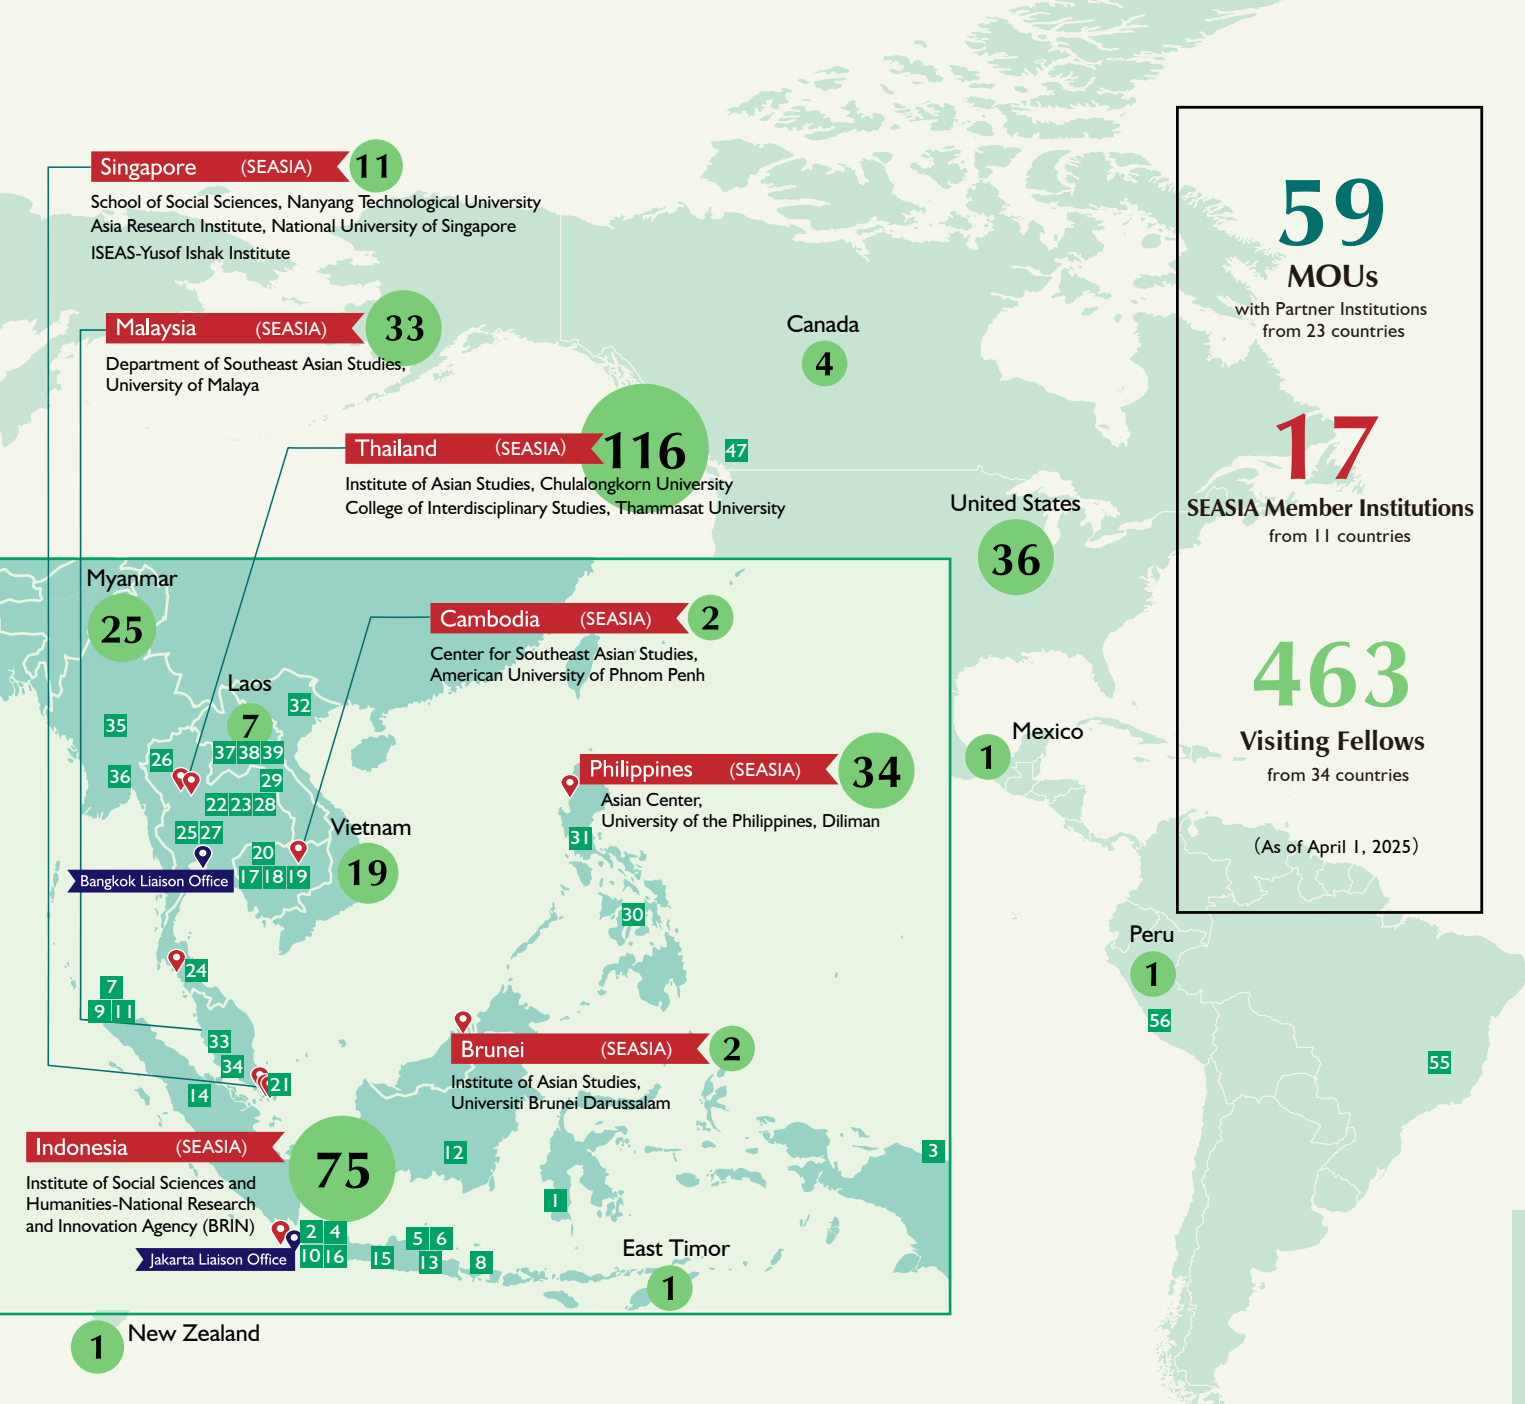 Singapore (SEASIA) 11
School of Social Sciences, Nanyang Technological University
Asia Research Institute, National University of Singapore
ISEAS-Yusof Ishak Institute
Malaysia (SEASIA) 33
Department of Southeast Asian Studies,
University of Malaya
Canada
4
Thailand (SEASIA) 116
47
Institute of Asian Studies, Chulalongkorn University
College of Interdisciplinary Studies, Thammasat University
United States
36
59
MOUs
with Partner Institutions
from 23 countries
17
SEASIA Member Institutions
from 11 countries
463
Visiting Fellows
from 34 countries
(As of April 1, 2025)
Myanmar
25
Cambodia (SEASIA) 2
Center for Southeast Asian Studies,
American University of Phnom Penh
Laos
7
32
35
26
37 38 39
36
29
22 23 28
25 27
Vietnam
19
20
17 18 19
Bangkok Liaison Office
Philippines (SEASIA) 34
Asian Center,
University of the Philippines, Diliman
31
30
Mexico
1
24
7
9 11
33
34
21
14
Brunei (SEASIA) 2
Institute of Asian Studies,
Universiti Brunei Darussalam
Peru
1
56
55
Indonesia (SEASIA) 75
Institute of Social Sciences and
Humanities-National Research
and Innovation Agency (BRIN)
Jakarta Liaison Office
12
3
1
2 4
10 16
15
5 6
13
8
East Timor
1
1 New Zealand